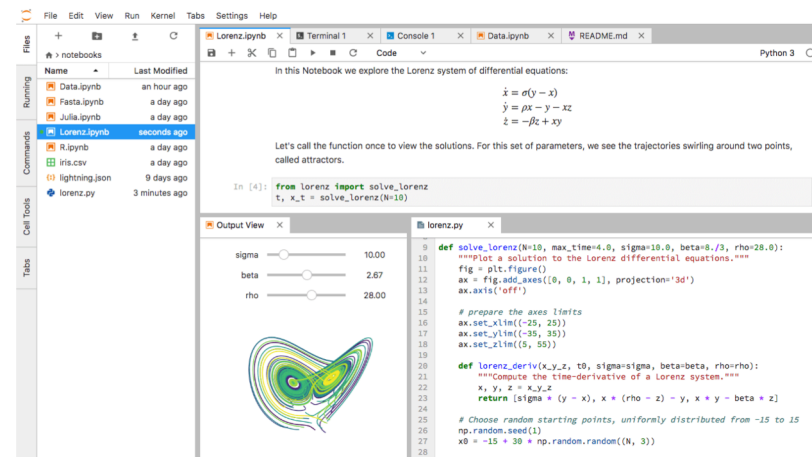 File Edit View Run Kernel Tabs Settings Help
Files
Running
Commands
Cell Tools
Tabs
notebooks
Name Last Modified
Data.ipynb an hour ago
Fasta.ipynb a day ago
Julia.ipynb a day ago
Lorenz.ipynb seconds ago
R.ipynb a day ago
iris.csv a day ago
lightning.json 9 days ago
lorenz.py 3 minutes ago
Lorenz.ipynb Terminal 1 Console 1 Data.ipynb README.md
Code Python 3
In this Notebook we explore the Lorenz system of differential equations:
ẋ = σ(y − x)
ẏ = ρx − y − xz
ż = −βz + xy
Let's call the function once to view the solutions. For this set of parameters, we see the trajectories swirling around two points,
called attractors.
In [4]: from lorenz import solve_lorenz
t, x_t = solve_lorenz(N=10)
Output View
sigma 10.00
beta 2.67
rho 28.00
lorenz.py
9 def solve_lorenz(N=10, max_time=4.0, sigma=10.0, beta=8./3, rho=28.0):
10 """Plot a solution to the Lorenz differential equations."""
11 fig = plt.figure()
12 ax = fig.add_axes([0, 0, 1, 1], projection='3d')
13 ax.axis('off')
14
15 # prepare the axes limits
16 ax.set_xlim((-25, 25))
17 ax.set_ylim((-35, 35))
18 ax.set_zlim((5, 55))
19
20 def lorenz_deriv(x_y_z, t0, sigma=sigma, beta=beta, rho=rho):
21 """Compute the time-derivative of a Lorenz system."""
22 x, y, z = x_y_z
23 return [sigma * (y - x), x * (rho - z) - y, x * y - beta * z]
24
25 # Choose random starting points, uniformly distributed from -15 to 15
26 np.random.seed(1)
27 x0 = -15 + 30 * np.random.random((N, 3))
28